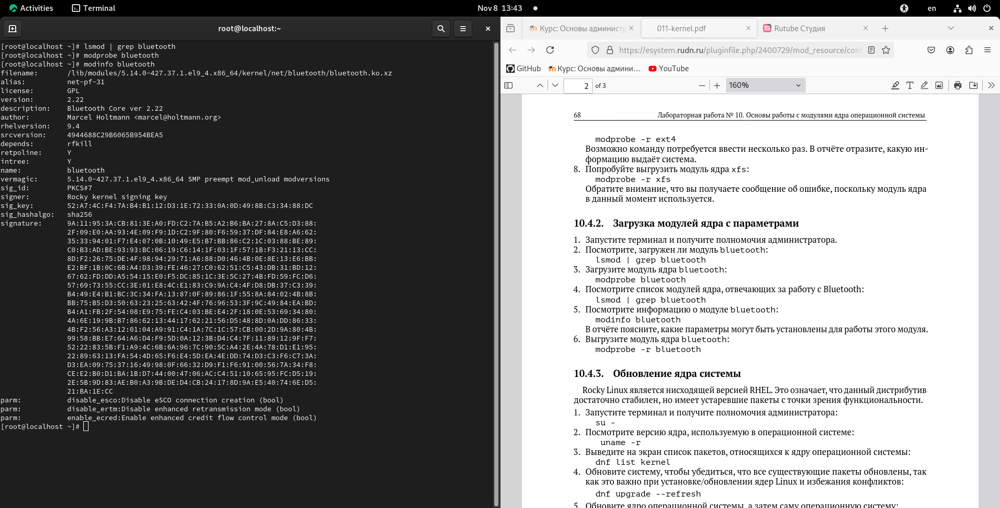 Activities
Terminal
Nov 8 13:43
en
root@localhost:~
[root@localhost ~]# lsmod | grep bluetooth
[root@localhost ~]# modprobe bluetooth
[root@localhost ~]# modinfo bluetooth
filename: /lib/modules/5.14.0-427.37.1.el9_4.x86_64/kernel/net/bluetooth/bluetooth.ko.xz
alias: net-pf-31
license: GPL
version: 2.22
description: Bluetooth Core ver 2.22
author: Marcel Holtmann <marcel@holtmann.org>
rhelversion: 9.4
srcversion: 4944688C29B6065B954BEA5
depends: rfkill
retpoline: Y
intree: Y
name: bluetooth
vermagic: 5.14.0-427.37.1.el9_4.x86_64 SMP preempt mod_unload modversions
sig_id: PKCS#7
signer: Rocky kernel signing key
sig_key: 52:A7:4C:F4:7A:B4:B1:12:D3:1E:72:33:0A:0D:49:8B:C3:34:88:DC
sig_hashalgo: sha256
signature: 9A:11:95:3A:CB:81:3E:A0:FD:C2:7A:B5:A2:B6:BA:27:8A:C5:D3:88:
2F:09:E0:AA:93:4E:09:F9:1D:C2:9F:80:F6:59:37:DF:84:E8:A6:62:
35:33:94:01:F7:E4:07:0B:10:49:E5:B7:BB:86:C2:1C:03:88:BE:89:
C0:B3:AD:BE:93:93:BC:06:19:C6:14:1F:03:1F:57:1B:F3:21:13:CC:
8D:F2:26:75:DE:4F:98:94:29:71:A6:88:D0:46:4B:0E:8E:13:E6:BB:
E2:BF:1B:0C:6B:A4:D3:39:FE:46:27:C0:62:51:C5:43:DB:31:BD:12:
67:62:FD:DD:A5:54:15:E0:F5:DC:85:1C:3E:5C:27:4B:FD:59:FC:D6:
57:69:73:55:CC:3E:01:E8:4C:E1:83:C9:9A:C4:4F:D8:DB:37:C3:39:
B4:49:E4:B1:BC:3C:34:FA:13:87:0F:89:86:1F:55:8A:84:02:4B:8B:
BB:75:B5:D3:50:63:23:25:63:42:4F:76:96:53:3F:9C:49:84:EA:BD:
B4:A1:FB:2F:54:08:E9:75:FE:C4:03:BE:E4:2F:18:0E:53:69:34:80:
4A:6E:19:9B:B7:86:62:13:44:17:62:21:56:D5:48:8D:0A:DD:86:33:
4B:F2:56:A3:12:01:04:A9:91:C4:1A:7C:1C:57:CB:00:2D:9A:80:4B:
99:58:BB:E7:64:A6:D4:F9:5D:0A:12:3B:D4:C4:7F:11:89:12:9F:F7:
52:22:83:5B:F1:A9:4C:6B:6A:96:7C:90:5C:A4:2E:4A:78:D1:E1:95:
22:89:63:13:FA:54:4D:65:F6:E4:5D:EA:4E:DD:74:D3:C3:F6:C7:3A:
D3:EA:09:75:37:16:49:98:0F:66:32:D9:F1:F6:91:00:56:7A:34:F8:
CE:E2:B0:D1:BA:1B:D7:44:00:47:06:AC:C4:51:10:65:95:FC:D5:19:
2E:5B:9D:83:AE:B0:A3:9B:DE:D4:CB:24:17:8D:9A:E5:40:74:6E:D5:
21:BA:1E:CC
parm: disable_esco:Disable eSCO connection creation (bool)
parm: disable_ertm:Disable enhanced retransmission mode (bool)
parm: enable_ecred:Enable enhanced credit flow control mode (bool)
[root@localhost ~]#
Курс: Основы администр
011-kernel.pdf
Rutube Студия
https://esystem.rudn.ru/pluginfile.php/2400729/mod_resource/cont
GitHub
Курс: Основы админи…
YouTube
2 of 3
160%
68 Лабораторная работа № 10. Основы работы с модулями ядра операционной системы
modprobe -r ext4
Возможно команду потребуется ввести несколько раз. В отчёте отразите, какую ин-
формацию выдаёт система.
8. Попробуйте выгрузить модуль ядра xfs:
modprobe -r xfs
Обратите внимание, что вы получаете сообщение об ошибке, поскольку модуль ядра
в данный момент используется.
10.4.2. Загрузка модулей ядра с параметрами
1. Запустите терминал и получите полномочия администратора.
2. Посмотрите, загружен ли модуль bluetooth:
lsmod | grep bluetooth
3. Загрузите модуль ядра bluetooth:
modprobe bluetooth
4. Посмотрите список модулей ядра, отвечающих за работу с Bluetooth:
lsmod | grep bluetooth
5. Посмотрите информацию о модуле bluetooth:
modinfo bluetooth
В отчёте поясните, какие параметры могут быть установлены для работы этого модуля.
6. Выгрузите модуль ядра bluetooth:
modprobe -r bluetooth
10.4.3. Обновление ядра системы
Rocky Linux является нисходящей версией RHEL. Это означает, что данный дистрибутив
достаточно стабилен, но имеет устаревшие пакеты с точки зрения функциональности.
1. Запустите терминал и получите полномочия администратора:
su -
2. Посмотрите версию ядра, используемую в операционной системе:
uname -r
3. Выведите на экран список пакетов, относящихся к ядру операционной системы:
dnf list kernel
4. Обновите систему, чтобы убедиться, что все существующие пакеты обновлены, так
как это важно при установке/обновлении ядер Linux и избежания конфликтов:
dnf upgrade --refresh
5. Обновите ядро операционной системы, а затем саму операционную систему: